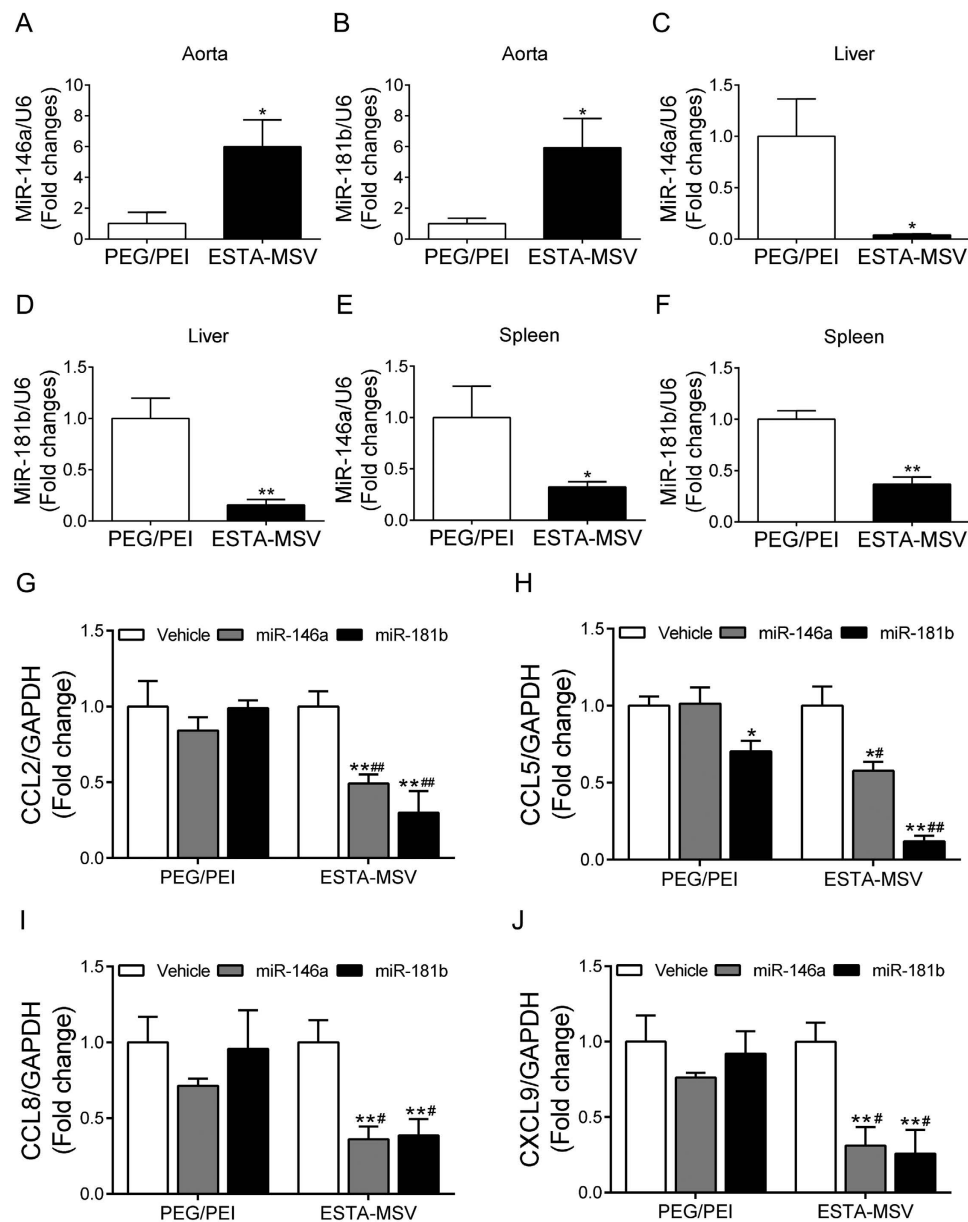 A
Aorta
MiR-146a/U6
(Fold changes)
10
8
6
4
2
0
*
PEG/PEI ESTA-MSV
B
Aorta
MiR-181b/U6
(Fold changes)
10
8
6
4
2
0
*
PEG/PEI ESTA-MSV
C
Liver
MiR-146a/U6
(Fold changes)
1.5
1.0
0.5
0.0
*
PEG/PEI ESTA-MSV
D
Liver
MiR-181b/U6
(Fold changes)
1.5
1.0
0.5
0.0
**
PEG/PEI ESTA-MSV
E
Spleen
MiR-146a/U6
(Fold changes)
1.5
1.0
0.5
0.0
*
PEG/PEI ESTA-MSV
F
Spleen
MiR-181b/U6
(Fold changes)
1.5
1.0
0.5
0.0
**
PEG/PEI ESTA-MSV
G
Vehicle miR-146a miR-181b
CCL2/GAPDH
(Fold change)
1.5
1.0
0.5
0.0
**## **##
PEG/PEI ESTA-MSV
H
Vehicle miR-146a miR-181b
CCL5/GAPDH
(Fold change)
1.5
1.0
0.5
0.0
* *# **##
PEG/PEI ESTA-MSV
I
Vehicle miR-146a miR-181b
CCL8/GAPDH
(Fold change)
1.5
1.0
0.5
0.0
**# **#
PEG/PEI ESTA-MSV
J
Vehicle miR-146a miR-181b
CXCL9/GAPDH
(Fold change)
1.5
1.0
0.5
0.0
**# **#
PEG/PEI ESTA-MSV